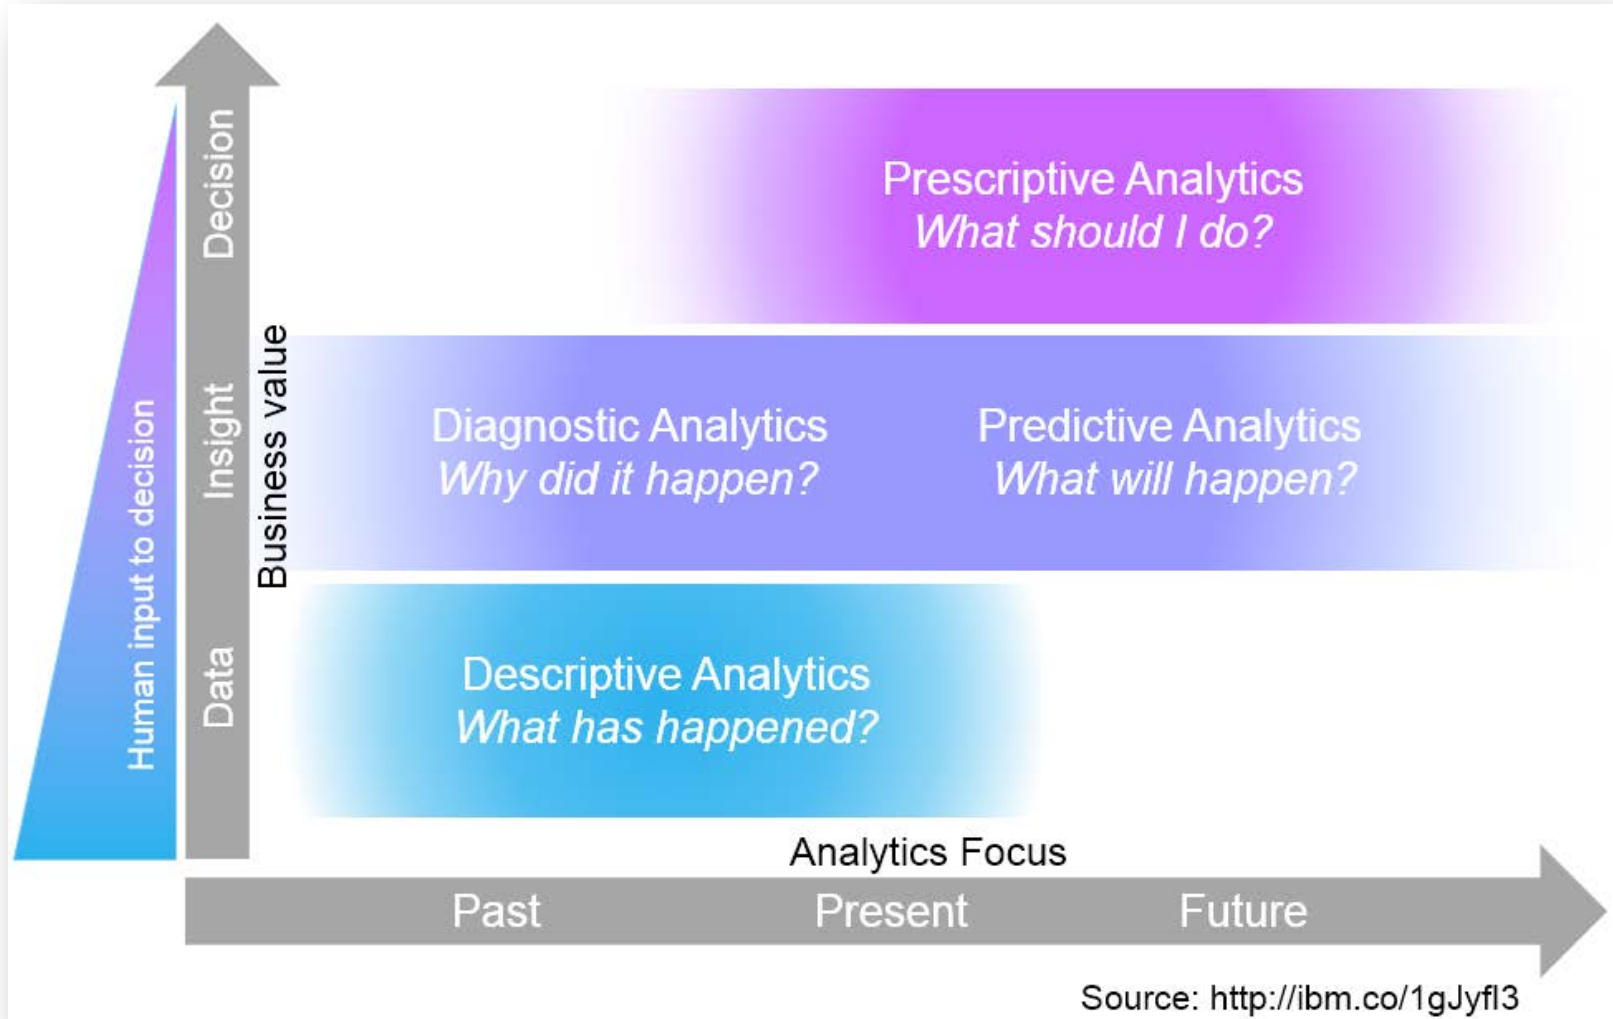 Decision
Insight
Data
Human input to decision
Business value
Prescriptive Analytics
What should I do?
Diagnostic Analytics
Why did it happen?
Predictive Analytics
What will happen?
Descriptive Analytics
What has happened?
Analytics Focus
Past
Present
Future
Source: http://ibm.co/1gJyfl3